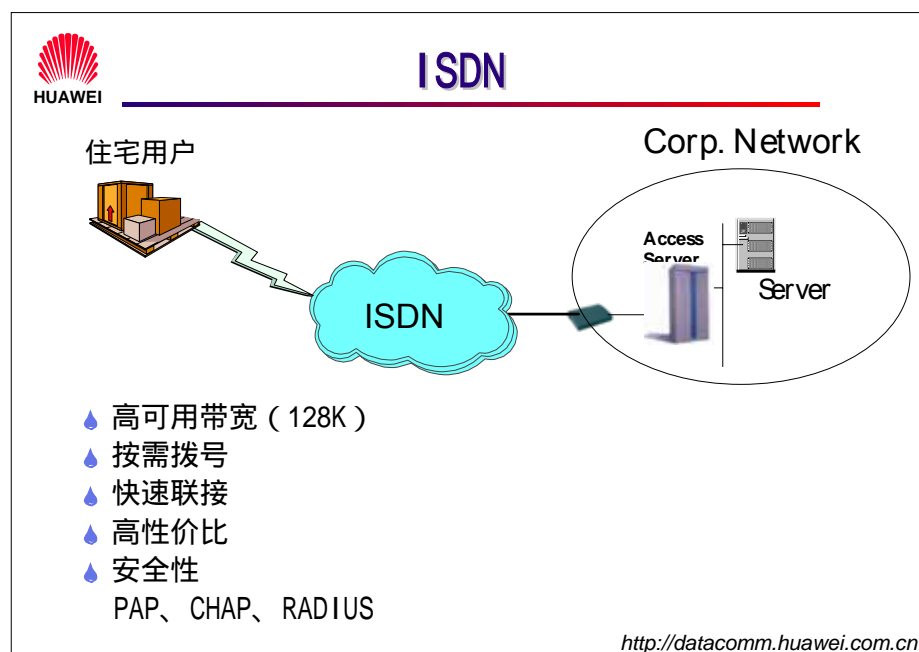 HUAWEI
ISDN
住宅用户
Corp. Network
Access
Server
Server
ISDN
高可用带宽（128K）
按需拨号
快速联接
高性价比
安全性
PAP、CHAP、RADIUS
http://datacomm.huawei.com.cn